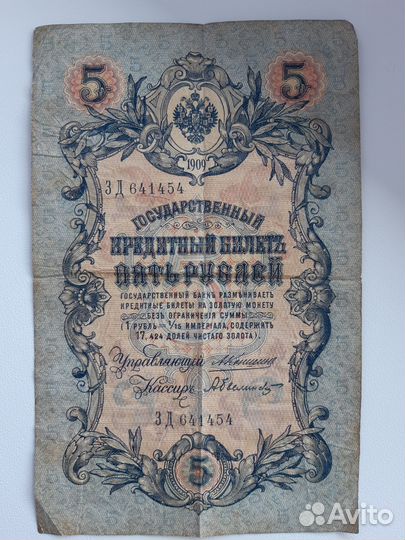 5 5
1909
ЗД 641454
ГОСУДАРСТВЕННЫЙ
КРЕДИТНЫЙ БИЛЕТЪ
ПЯТЬ РУБЛЕЙ
ГОСУДАРСТВЕННЫЙ БАНКЪ РАЗМѢНИВАЕТЪ
КРЕДИТНЫЕ БИЛЕТЫ НА ЗОЛОТУЮ МОНЕТУ
БЕЗЪ ОГРАНИЧЕНІЯ СУММЫ
(1 РУБЛЬ = 1/15 ИМПЕРІАЛА, СОДЕРЖИТЪ
17,424 ДОЛЕЙ ЧИСТАГО ЗОЛОТА).
Управляющій
Кассиръ
ЗД 641454
5
Avito